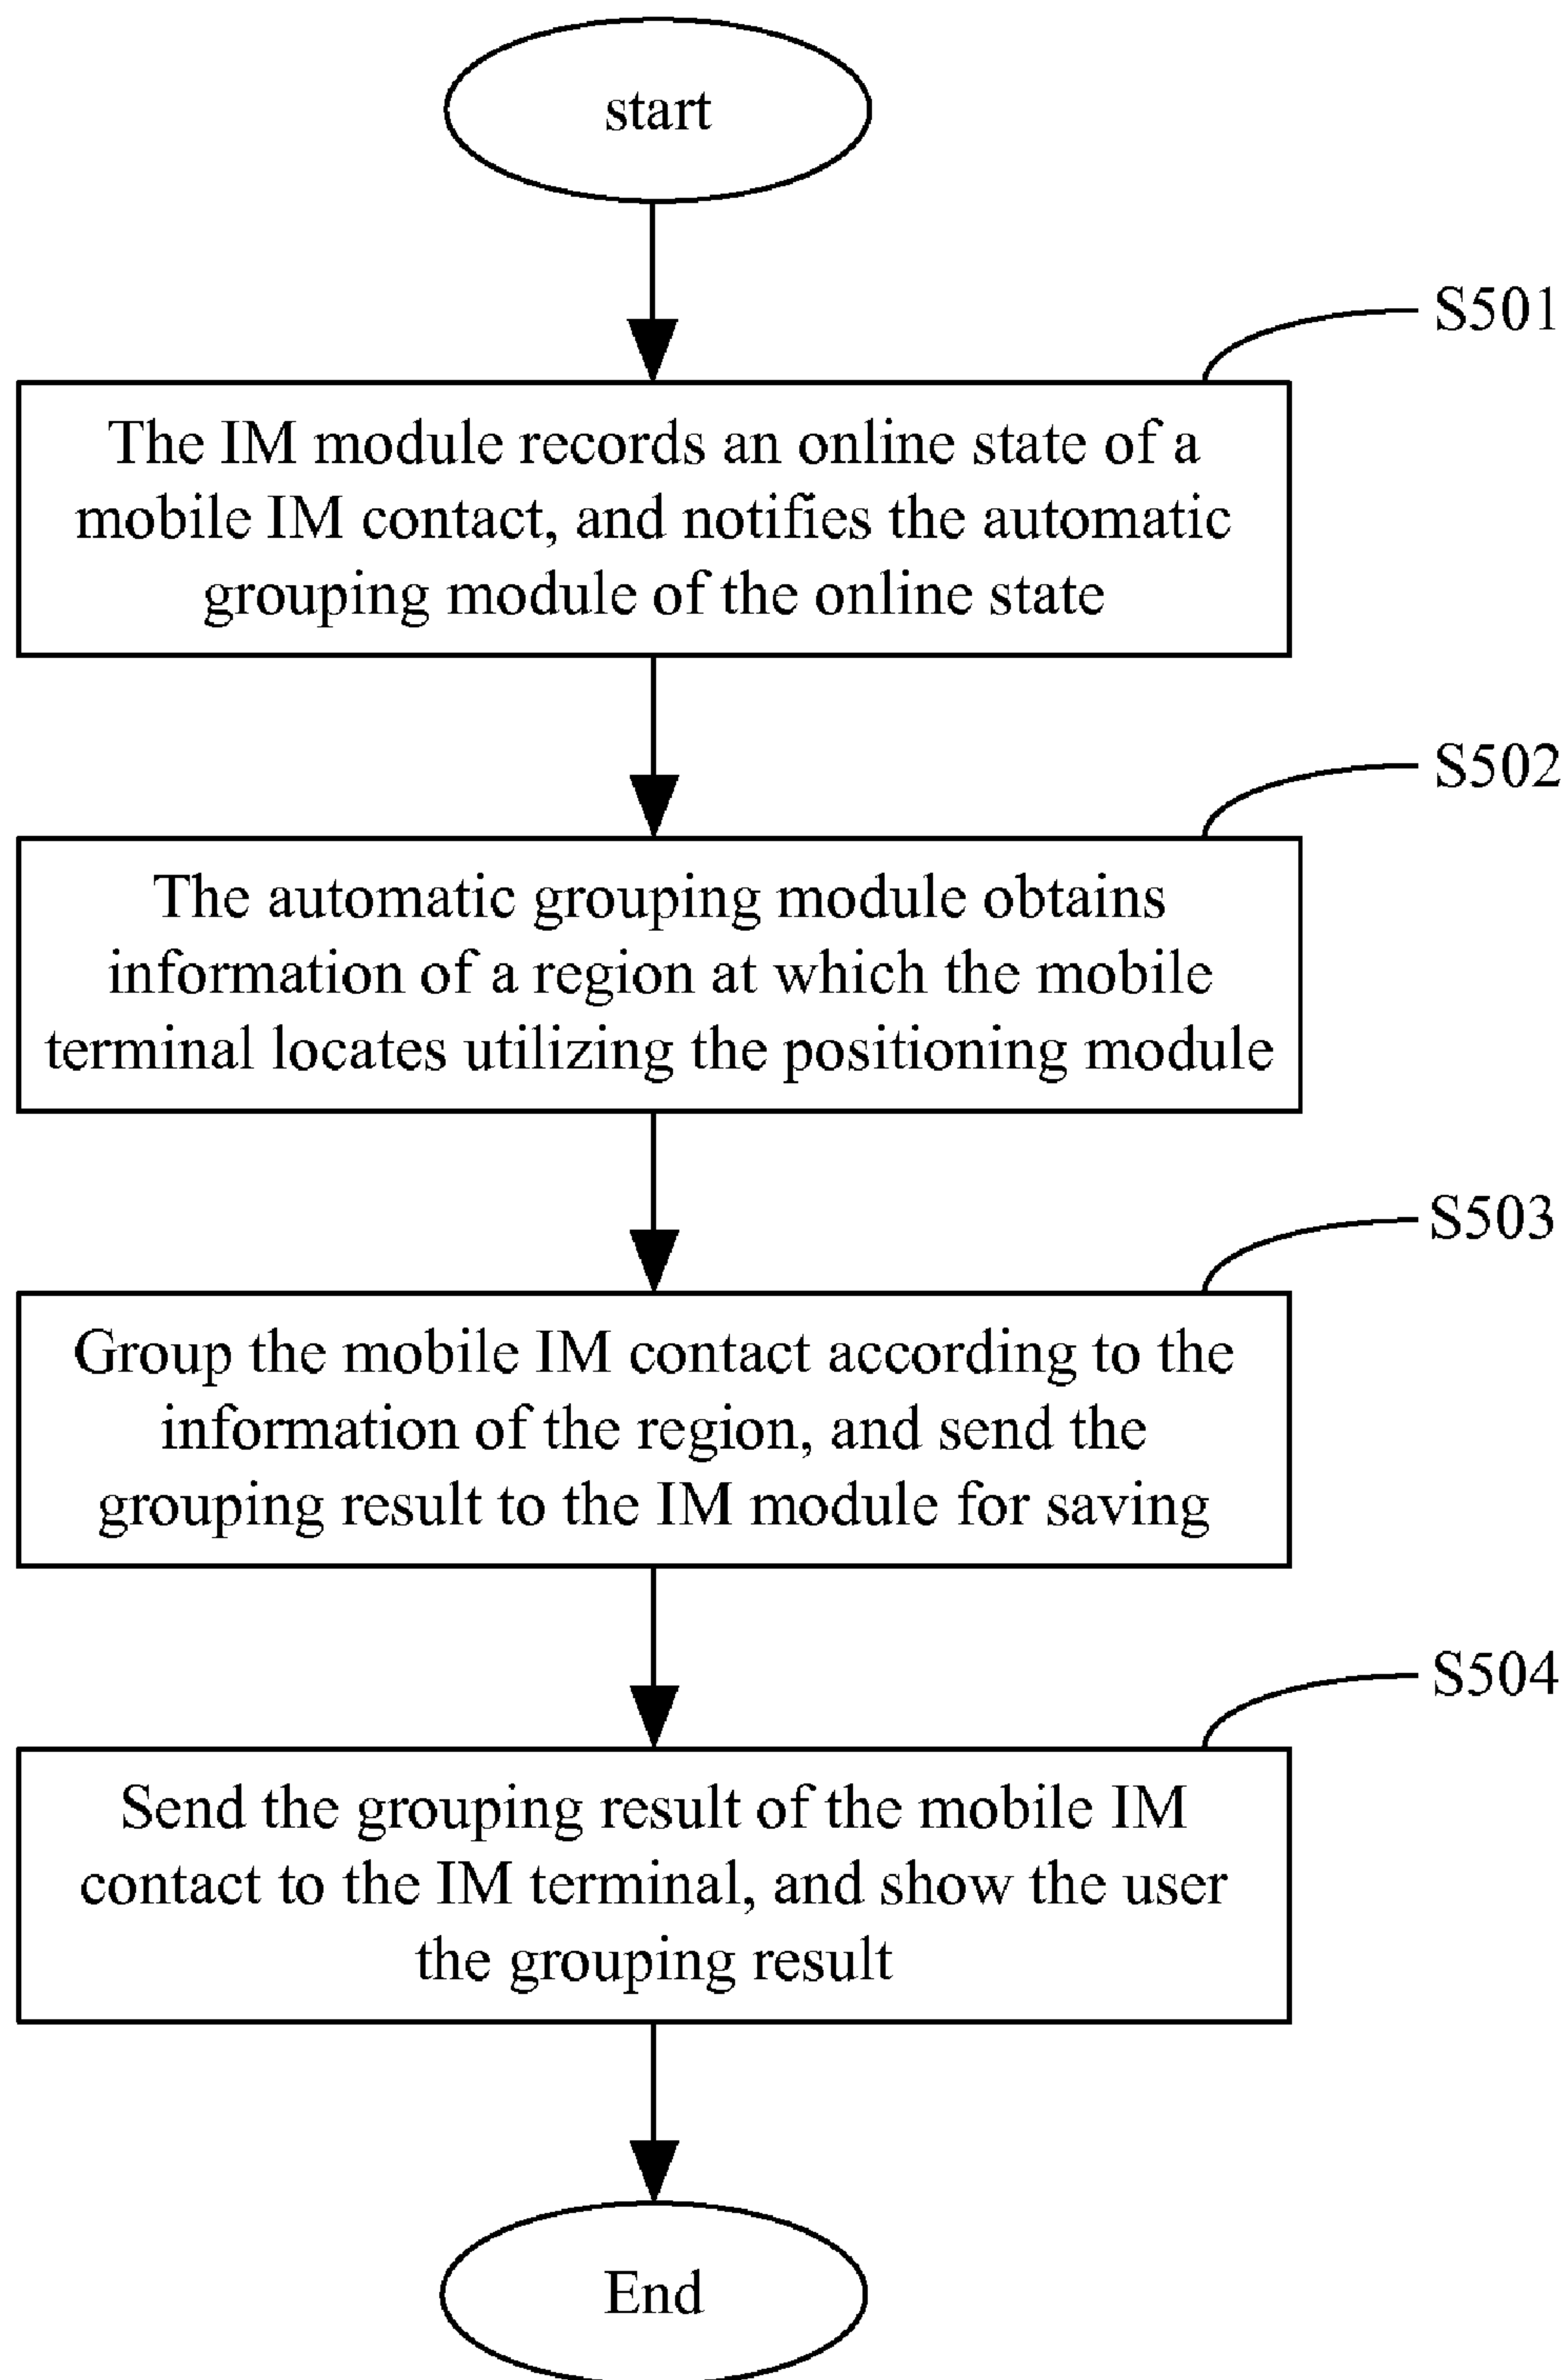 start
S501
The IM module records an online state of a
mobile IM contact, and notifies the automatic
grouping module of the online state
S502
The automatic grouping module obtains
information of a region at which the mobile
terminal locates utilizing the positioning module
S503
Group the mobile IM contact according to the
information of the region, and send the
grouping result to the IM module for saving
S504
Send the grouping result of the mobile IM
contact to the IM terminal, and show the user
the grouping result
End